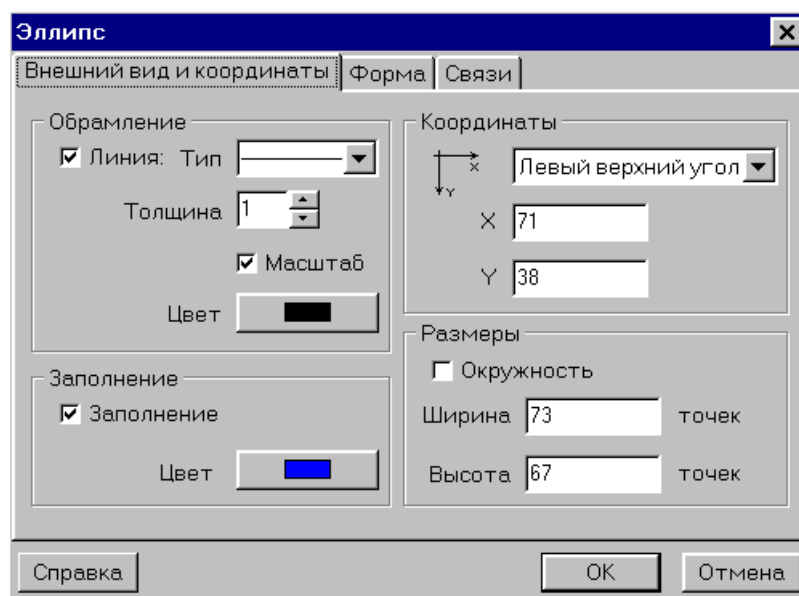 Эллипс
Внешний вид и координаты Форма Связи
Обрамление
Линия: Тип
Толщина 1
Масштаб
Цвет
Заполнение
Заполнение
Цвет
Координаты
X
Y
Левый верхний угол
X 71
Y 38
Размеры
Окружность
Ширина 73 точек
Высота 67 точек
Справка OK Отмена